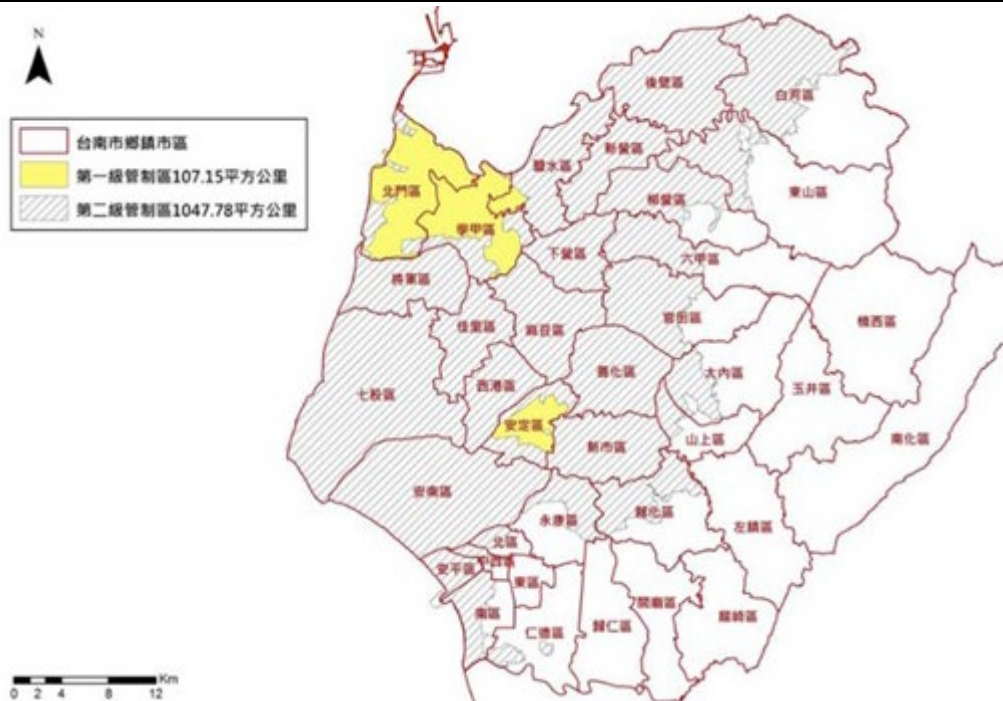 N
台南市鄉鎮市區
第一級管制區107.15平方公里
第二級管制區1047.78平方公里
後壁區
白河區
新營區
鹽水區
北門區
柳營區
東山區
學甲區
下營區
六甲區
將軍區
官田區
楠西區
佳里區
麻豆區
大內區
善化區
玉井區
七股區
西港區
安定區
山上區
南化區
新市區
安南區
新化區
永康區
左鎮區
北區
安平區
東區
南區
關廟區
龍崎區
仁德區
歸仁區
Km
0 2 4 8 12